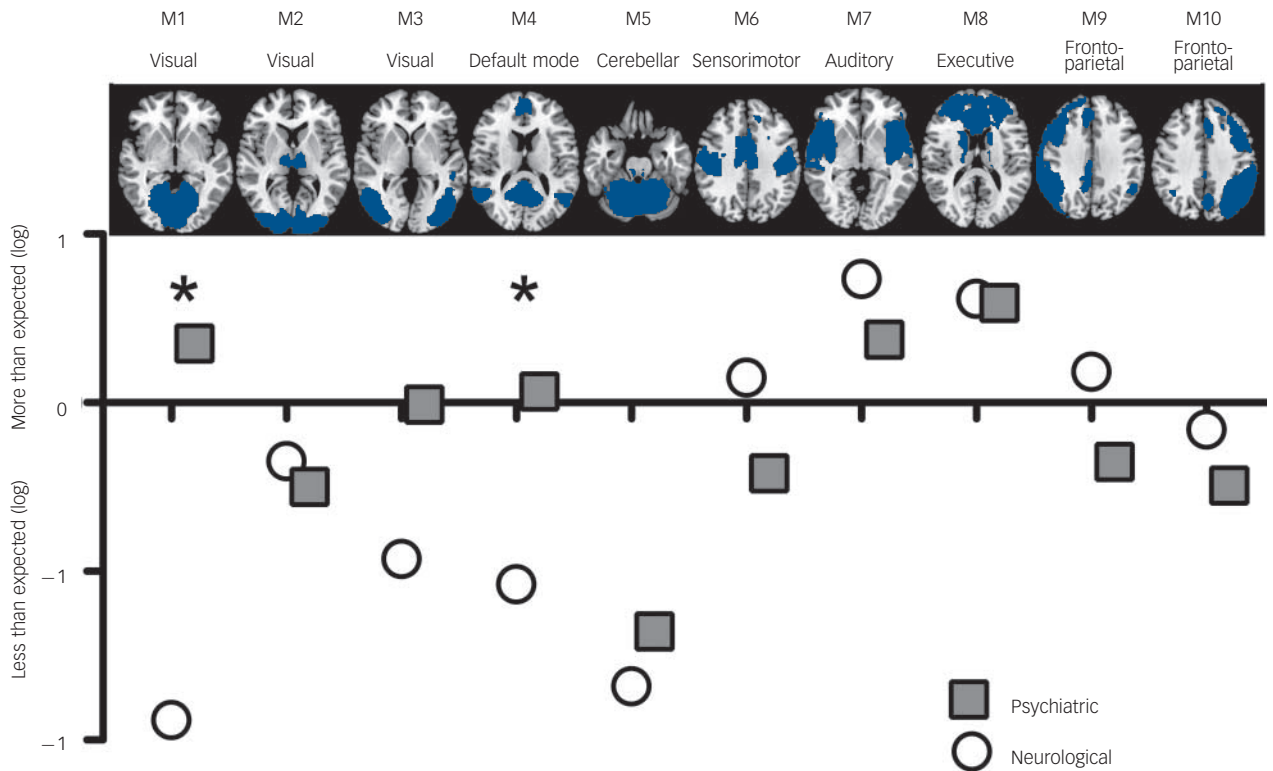 M1 M2 M3 M4 M5 M6 M7 M8 M9 M10
Visual Visual Visual Default mode Cerebellar Sensorimotor Auditory Executive Fronto-parietal Fronto-parietal
More than expected (log)
Less than expected (log)
1
*
*
0
−1
−1
Psychiatric
Neurological